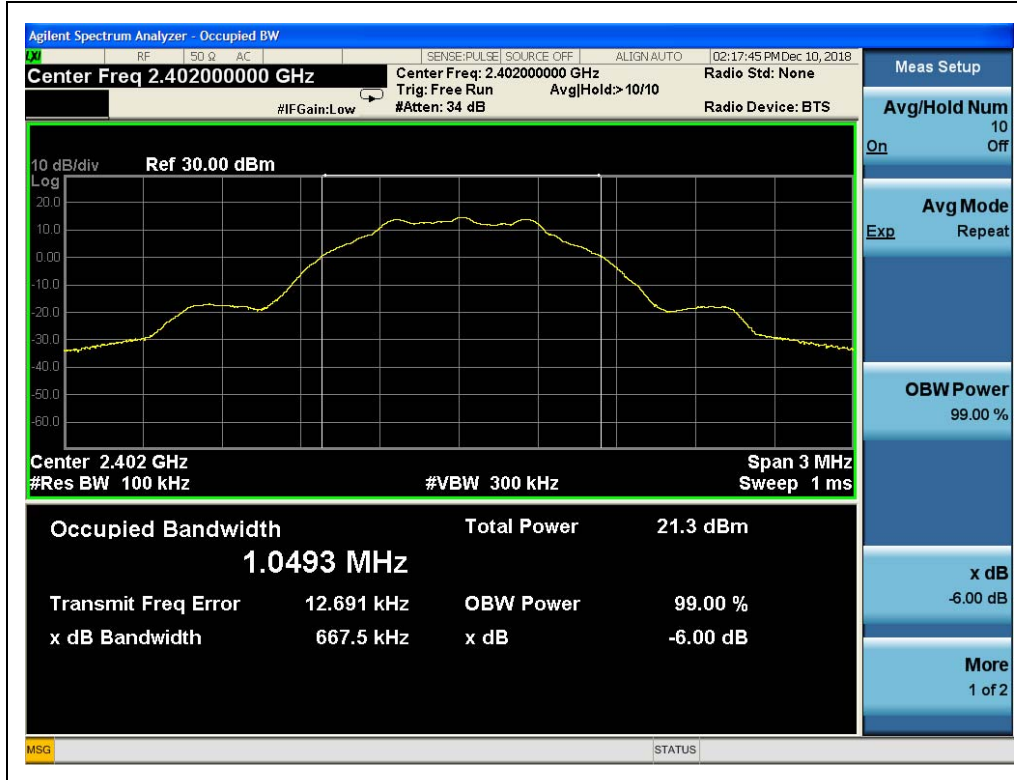 Agilent Spectrum Analyzer - Occupied BW
LXI RF 50 Ω AC SENSE:PULSE SOURCE OFF ALIGN AUTO 02:17:45 PM Dec 10, 2018
Center Freq 2.402000000 GHz
Center Freq: 2.402000000 GHz
Radio Std: None
Trig: Free Run Avg|Hold:> 10/10
#IFGain:Low
#Atten: 34 dB
Radio Device: BTS
10 dB/div Ref 30.00 dBm
Log
20.0
10.0
0.00
-10.0
-20.0
-30.0
-40.0
-50.0
-60.0
Center 2.402 GHz Span 3 MHz
#Res BW 100 kHz #VBW 300 kHz Sweep 1 ms
Occupied Bandwidth Total Power 21.3 dBm
1.0493 MHz
Transmit Freq Error 12.691 kHz OBW Power 99.00 %
x dB Bandwidth 667.5 kHz x dB -6.00 dB
Meas Setup
Avg/Hold Num
10
On Off
Avg Mode
Exp Repeat
OBW Power
99.00 %
x dB
-6.00 dB
More
1 of 2
MSG STATUS